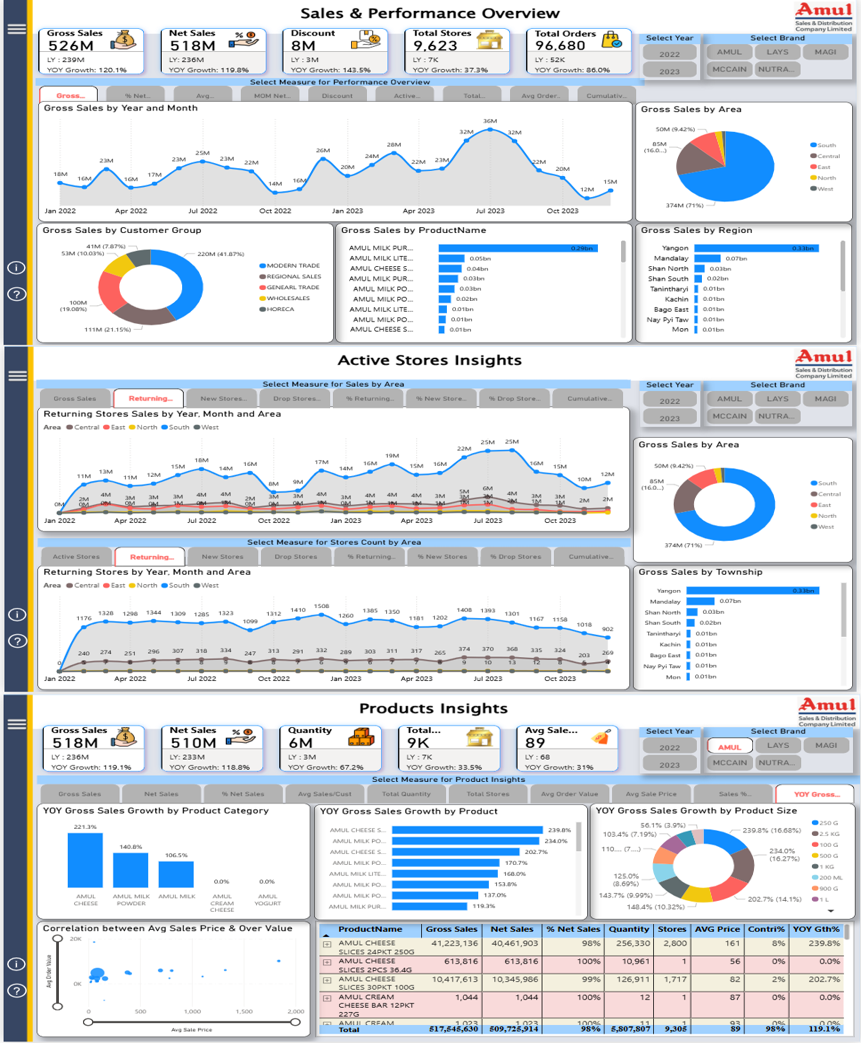 Sales & Performance Overview
Amul
Sales & Distribution
Company Limited
Gross Sales
526M
LY : 239M
YOY Growth: 120.1%
Net Sales
518M
LY: 236M
YOY Growth: 119.8%
Discount
8M
LY : 3M
YOY Growth: 143.5%
Total Stores
9,623
LY : 7K
YOY Growth: 37.3%
Total Orders
96,680
LY : 52K
YOY Growth: 86.0%
Select Year
2022
2023
Select Brand
AMUL LAYS MAGI
MCCAIN NUTRA...
Select Measure for Performance Overview
Gross... % Net... Avg... MOM Net... Discount Active... Total... Avg Order... Cumulativ...
Gross Sales by Year and Month
18M 16M 23M 16M 17M 23M 25M 23M 22M 14M 16M 26M 20M 24M 28M 22M 23M 32M 36M 32M 22M 20M 12M 15M
Jan 2022 Apr 2022 Jul 2022 Oct 2022 Jan 2023 Apr 2023 Jul 2023 Oct 2023
Gross Sales by Area
50M (9.42%)
85M
(16.0...)
374M (71%)
South
Central
East
North
West
Gross Sales by Customer Group
41M (7.87%)
53M (10.03%)
100M
(19.08%)
111M (21.15%)
220M (41.87%)
MODERN TRADE
REGIONAL SALES
GENEARL TRADE
WHOLESALES
HORECA
Gross Sales by ProductName
AMUL MILK PUR... 0.29bn
AMUL MILK LITE... 0.05bn
AMUL CHEESE S... 0.04bn
AMUL MILK PUR... 0.03bn
AMUL MILK PO... 0.03bn
AMUL MILK PO... 0.02bn
AMUL MILK LITE... 0.01bn
AMUL MILK PO... 0.01bn
AMUL CHEESE S... 0.01bn
Gross Sales by Region
Yangon 0.33bn
Mandalay 0.07bn
Shan North 0.03bn
Shan South 0.02bn
Tanintharyi 0.01bn
Kachin 0.01bn
Bago East 0.01bn
Nay Pyi Taw 0.01bn
Mon 0.01bn
Active Stores Insights
Amul
Sales & Distribution
Company Limited
Select Measure for Sales by Area
Gross Sales Returning... New Stores... Drop Stores... % Returning... % New Store... % Drop Store... Cumulative...
Select Year
2022
2023
Select Brand
AMUL LAYS MAGI
MCCAIN NUTRA...
Returning Stores Sales by Year, Month and Area
Area Central East North South West
11M 13M 11M 12M 15M 18M 14M 16M 8M 9M 17M 14M 16M 19M 15M 16M 22M 25M 25M 16M 15M 10M 12M
Jan 2022 Apr 2022 Jul 2022 Oct 2022 Jan 2023 Apr 2023 Jul 2023 Oct 2023
Gross Sales by Area
50M (9.42%)
85M
(16.0...)
374M (71%)
South
Central
East
North
West
Select Measure for Stores Count by Area
Active Stores Returning... New Stores Drop Stores % Returning... % New Stores % Drop Stores Cumulative...
Returning Stores by Year, Month and Area
Area Central East North South West
1176 1328 1298 1344 1309 1285 1323 1099 1312 1410 1508 1260 1385 1350 1181 1202 1408 1393 1301 1167 1158 1018 902
0 240 274 251 296 307 318 334 247 313 291 332 289 303 311 317 265 374 370 368 335 324 203 269
Jan 2022 Apr 2022 Jul 2022 Oct 2022 Jan 2023 Apr 2023 Jul 2023 Oct 2023
Gross Sales by Township
Yangon 0.33bn
Mandalay 0.07bn
Shan North 0.03bn
Shan South 0.02bn
Tanintharyi 0.01bn
Kachin 0.01bn
Bago East 0.01bn
Nay Pyi Taw 0.01bn
Mon 0.01bn
Products Insights
Amul
Sales & Distribution
Company Limited
Gross Sales
518M
LY : 236M
YOY Growth: 119.1%
Net Sales
510M
LY: 233M
YOY Growth: 118.8%
Quantity
6M
LY : 3M
YOY Growth: 67.2%
Total...
9K
LY : 7K
YOY Growth: 33.5%
Avg Sale...
89
LY : 68
YOY Growth: 31%
Select Year
2022
2023
Select Brand
AMUL LAYS MAGI
MCCAIN NUTRA...
Select Measure for Product Insights
Gross Sales Net Sales % Net Sales Avg Sales/Cust Total Quantity Total Stores Avg Order Value Avg Sale Price Sales %... YOY Gross...
YOY Gross Sales Growth by Product Category
221.3% 140.8% 106.5% 0.0% 0.0%
AMUL CHEESE
AMUL MILK POWDER
AMUL MILK
AMUL CREAM CHEESE
AMUL YOGURT
YOY Gross Sales Growth by Product
AMUL CHEESE S... 239.8%
AMUL MILK PO... 234.0%
AMUL CHEESE S... 202.7%
AMUL MILK PO... 170.7%
AMUL MILK LITE... 168.0%
AMUL MILK PO... 153.8%
AMUL MILK PO... 137.0%
AMUL MILK PUR... 119.3%
YOY Gross Sales Growth by Product Size
56.1% (3.9%)
103.4% (7.19%)
110.... (7....)
125.0%
(8.69%)
143.7% (9.99%)
148.4% (10.32%)
239.8% (16.68%)
234.0%
(16.27%)
202.7% (14.1%)
250 G
2.5 KG
100 G
500 G
1 KG
200 ML
900 G
1 L
Correlation between Avg Sales Price & Over Value
Avg Order Value
20K
0K
0 500 1,000 1,500 2,000
Avg Sale Price
ProductName Gross Sales Net Sales % Net Sales Quantity Stores AVG Price Contri% YOY Gth%
AMUL CHEESE SLICES 24PKT 250G 41,223,136 40,461,903 98% 256,330 2,800 161 8% 239.8%
AMUL CHEESE SLICES 2PCS 36.4G 613,816 613,816 100% 10,961 1 56 0% 0.0%
AMUL CHEESE SLICES 30PKT 100G 10,417,613 10,345,986 99% 126,911 1,717 82 2% 202.7%
AMUL CREAM CHEESE BAR 12PKT 227G 1,044 1,044 100% 12 1 87 0% 0.0%
AMUL CREAM 1,023 1,023 100% 11 1 93 0% 0.0%
Total 517,545,630 509,725,914 98% 5,807,807 9,305 89 98% 119.1%